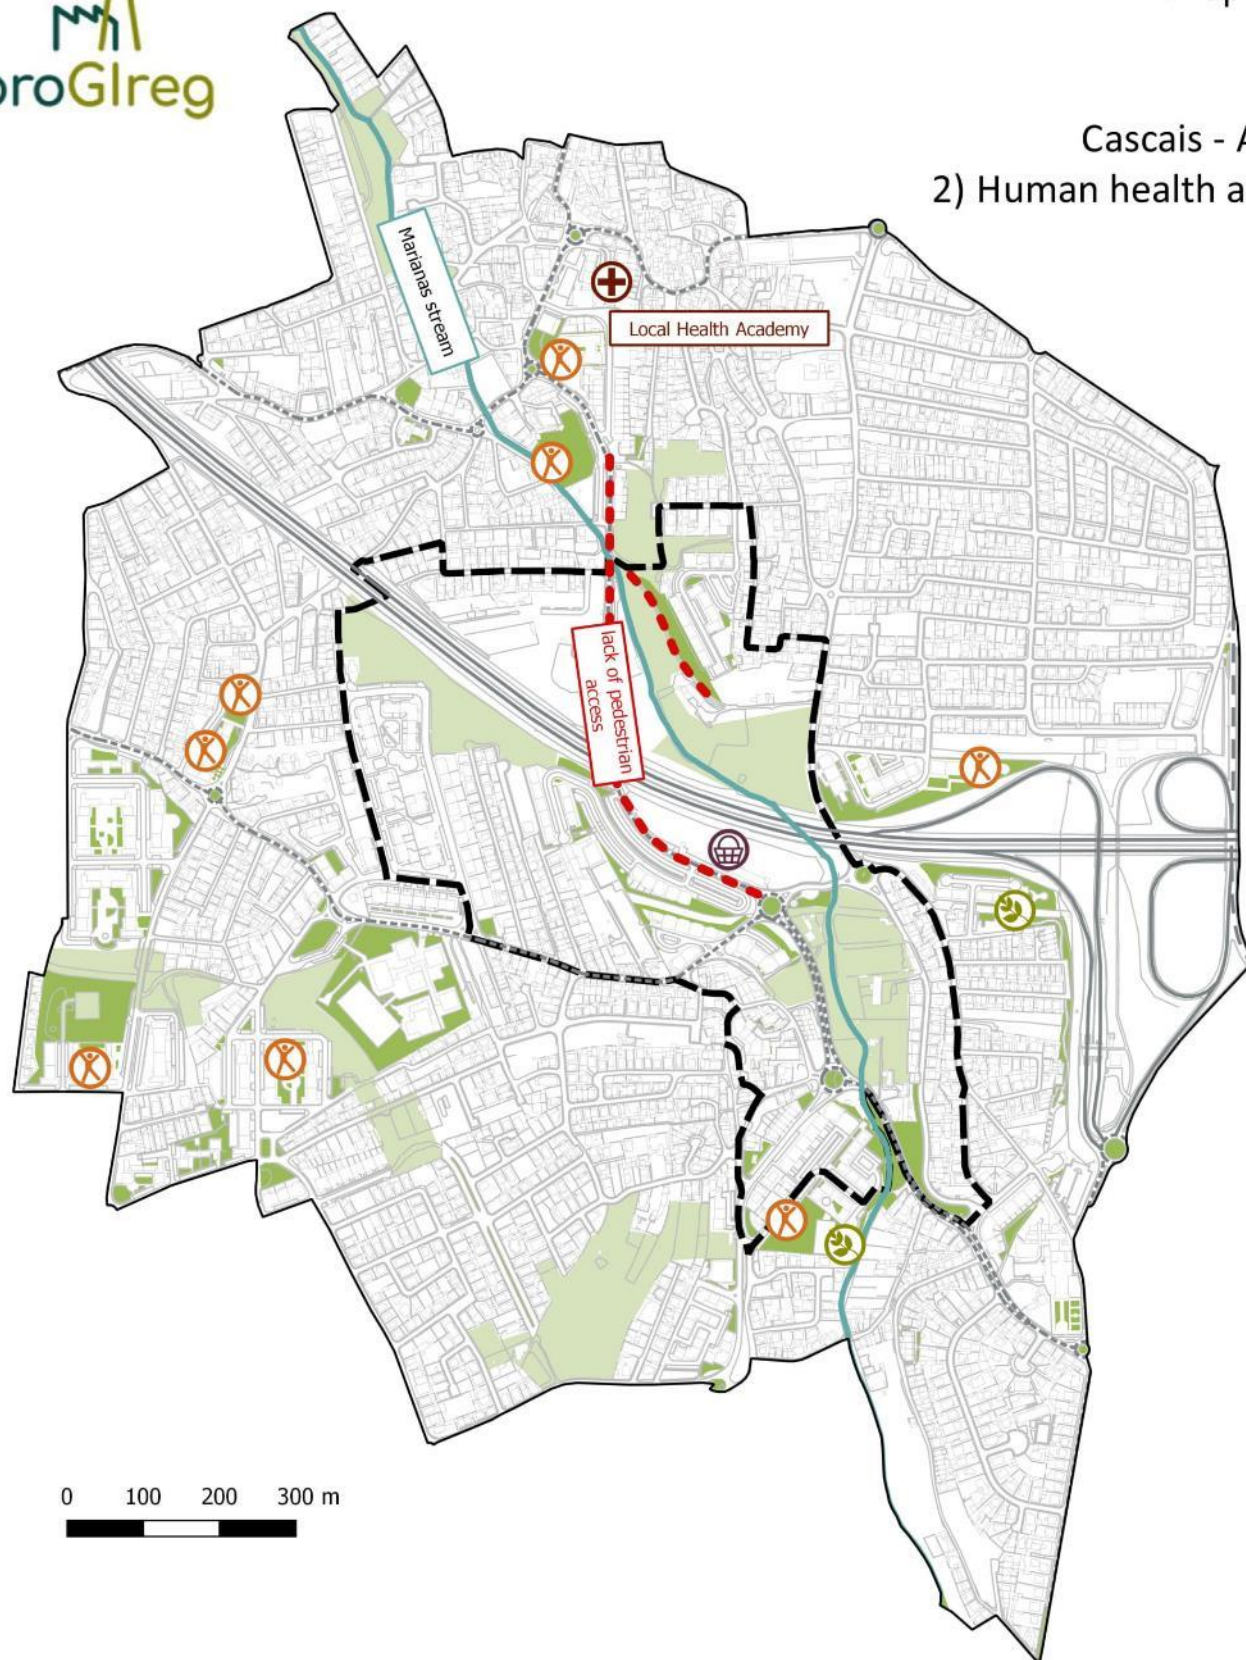 proGIreg
Cascais -
2) Human health
Marianas stream
Local Health Academy
lack of pedestrian
access
0 100 200 300 m